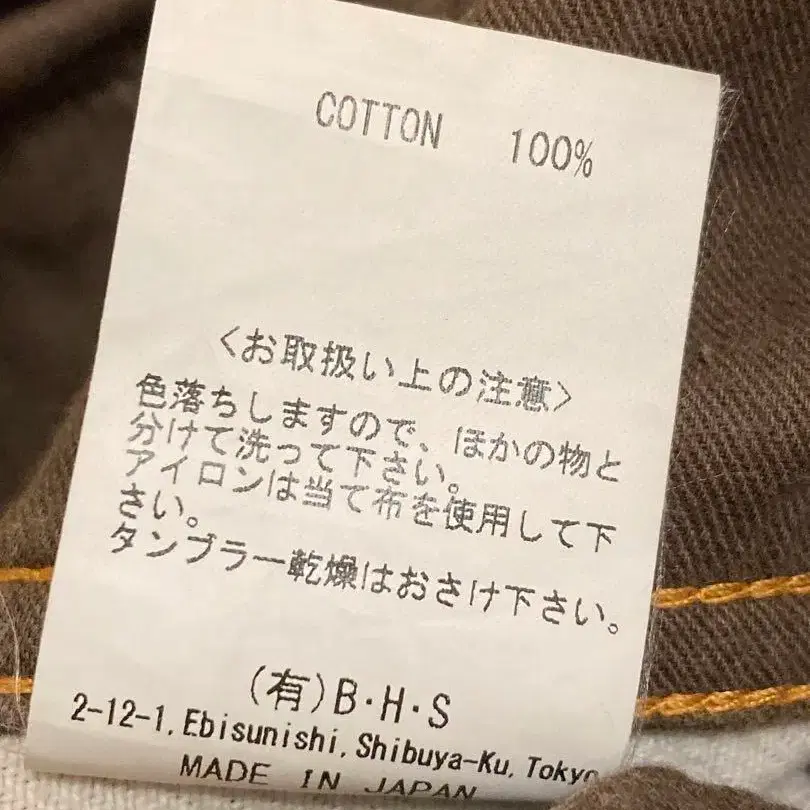 COTTON 100%
<お取扱い上の注意>
色落ちしますので、ほかの物と
分けて洗って下さい。
アイロンは当て布を使用して下
さい。
タンブラー乾燥はおさけ下さい。
(有)B・H・S
2-12-1, Ebisunishi, Shibuya-Ku, Tokyo
MADE IN JAPAN